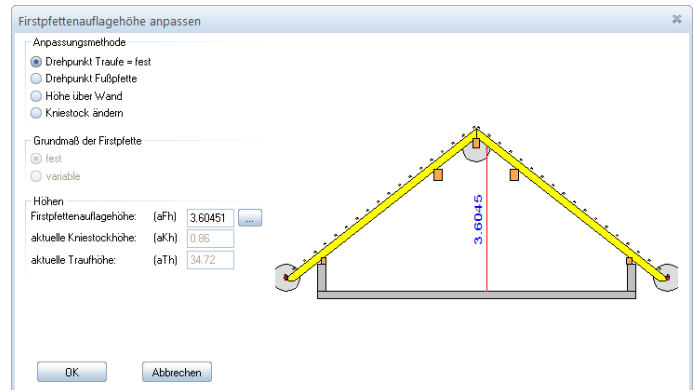 Firstpfettenauflagehöhe anpassen
Anpassungsmethode
Drehpunkt Traufe = fest
Drehpunkt Fußpfette
Höhe über Wand
Kniestock ändern
Grundmaß der Firstpfette
fest
variable
Höhen
Firstpfettenauflagehöhe: (aFh) 3.60451 ...
aktuelle Kniestockhöhe: (aKh) 0.86
aktuelle Traufhöhe: (aTh) 34.72
3.6045
OK Abbrechen